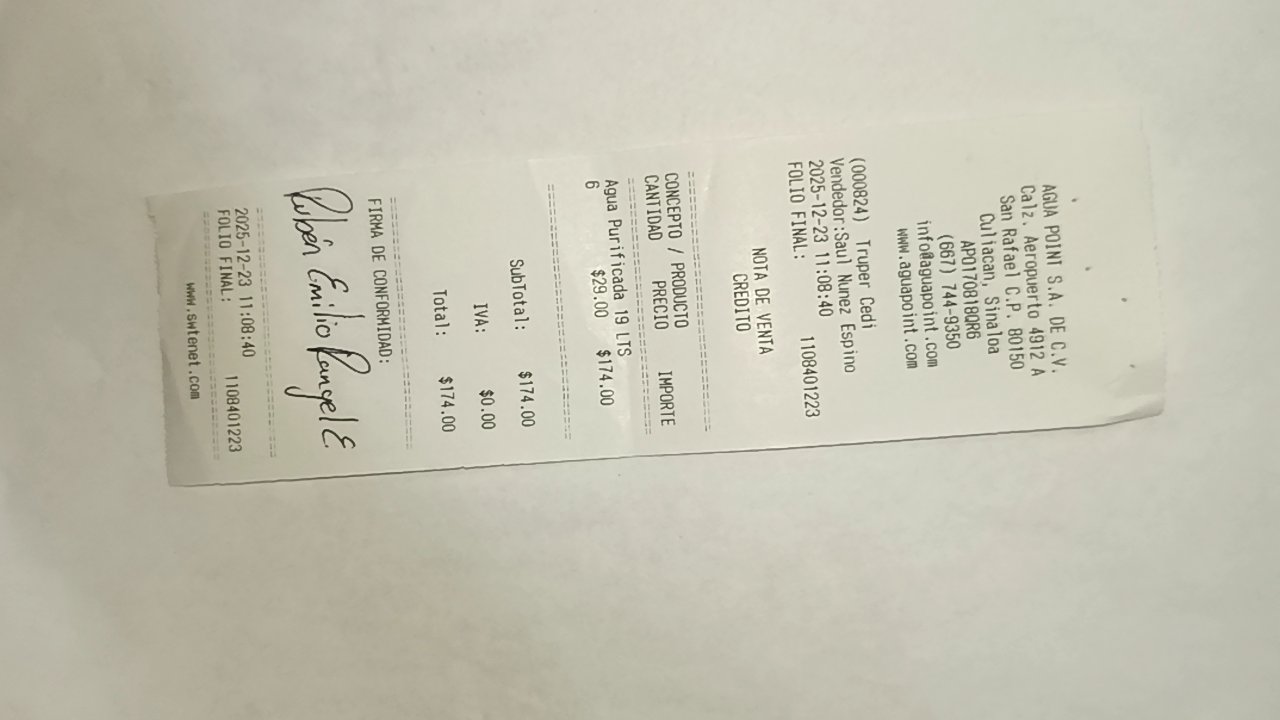 AGUA POINT S.A. DE C.V.
Calz. Aeropuerto 4912 A
San Rafael C.P. 80150
Culiacan, Sinaloa
APO170818QR6
(667) 744-9350
info@aguapoint.com
www.aguapoint.com
NOTA DE VENTA
CREDITO
(000824) Truper Cedi
Vendedor:Saul Nunez Espino
2025-12-23 11:08:40
FOLIO FINAL: 1108401223
CONCEPTO / PRODUCTO
CANTIDAD PRECIO IMPORTE
Agua Purificada 19 LTS
6 $29.00 $174.00
SubTotal: $174.00
IVA: $0.00
Total: $174.00
FIRMA DE CONFORMIDAD:
Rubén Emilio Rangel E
2025-12-23 11:08:40
FOLIO FINAL: 1108401223
www.swtenet.com